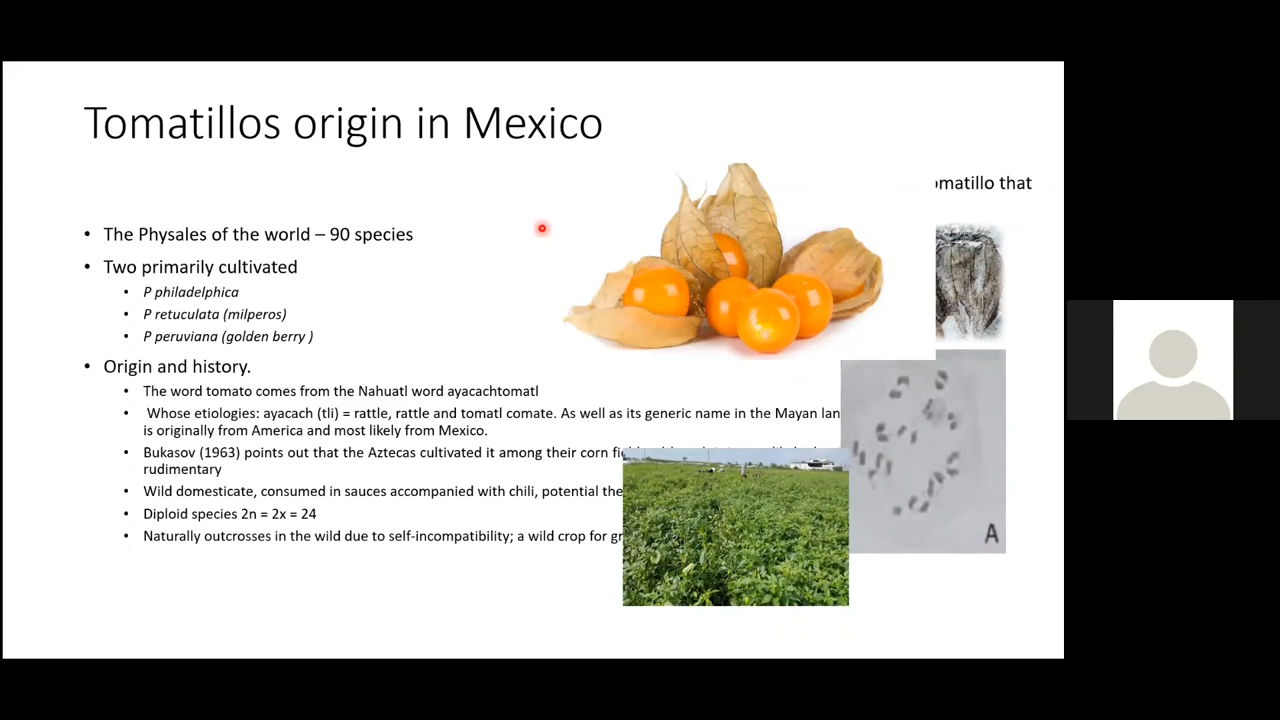 Tomatillos origin in Mexico
omatillo that
• The Physales of the world – 90 species
• Two primarily cultivated
• P philadelphica
• P retuculata (milperos)
• P peruviana (golden berry )
• Origin and history.
• The word tomato comes from the Nahuatl word ayacachtomatl
• Whose etiologies: ayacach (tli) = rattle, rattle and tomatl comate. As well as its generic name in the Mayan lan
is originally from America and most likely from Mexico.
• Bukasov (1963) points out that the Aztecas cultivated it among their corn
rudimentary
• Wild domesticate, consumed in sauces accompanied with chili, potential the
• Diploid species 2n = 2x = 24
• Naturally outcrosses in the wild due to self-incompatibility; a wild crop for gr
A